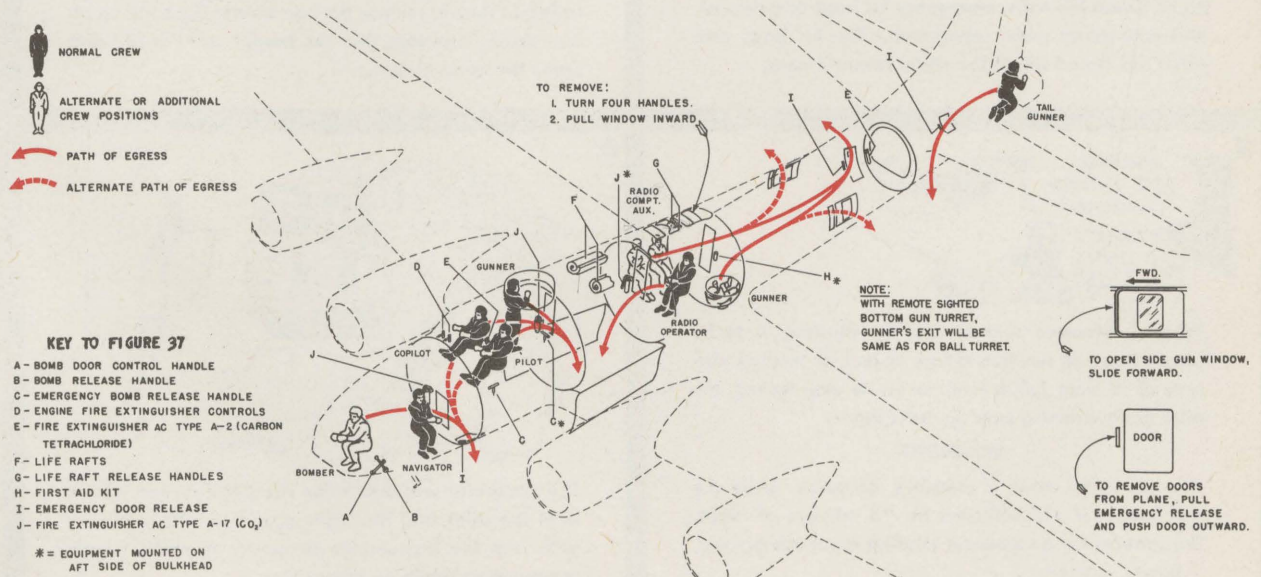 NORMAL CREW
ALTERNATE OR ADDITIONAL
CREW POSITIONS
PATH OF EGRESS
ALTERNATE PATH OF EGRESS
TO REMOVE:
1. TURN FOUR HANDLES.
2. PULL WINDOW INWARD
I
E
I
TAIL
GUNNER
G
J*
RADIO
COMPT.
AUX.
F
J
E
D
GUNNER
H*
GUNNER
RADIO
OPERATOR
COPILOT
PILOT
J
C
C*
I
BOMBER
NAVIGATOR
A
B
NOTE:
WITH REMOTE SIGHTED
BOTTOM GUN TURRET,
GUNNER'S EXIT WILL BE
SAME AS FOR BALL TURRET.
FWD.
TO OPEN SIDE GUN WINDOW,
SLIDE FORWARD.
DOOR
TO REMOVE DOORS
FROM PLANE, PULL
EMERGENCY RELEASE
AND PUSH DOOR OUTWARD.
KEY TO FIGURE 37
A-BOMB DOOR CONTROL HANDLE
B-BOMB RELEASE HANDLE
C-EMERGENCY BOMB RELEASE HANDLE
D-ENGINE FIRE EXTINGUISHER CONTROLS
E-FIRE EXTINGUISHER AC TYPE A-2 (CARBON
TETRACHLORIDE)
F-LIFE RAFTS
G-LIFE RAFT RELEASE HANDLES
H-FIRST AID KIT
I-EMERGENCY DOOR RELEASE
J-FIRE EXTINGUISHER AC TYPE A-17 (CO₂)
*= EQUIPMENT MOUNTED ON
AFT SIDE OF BULKHEAD